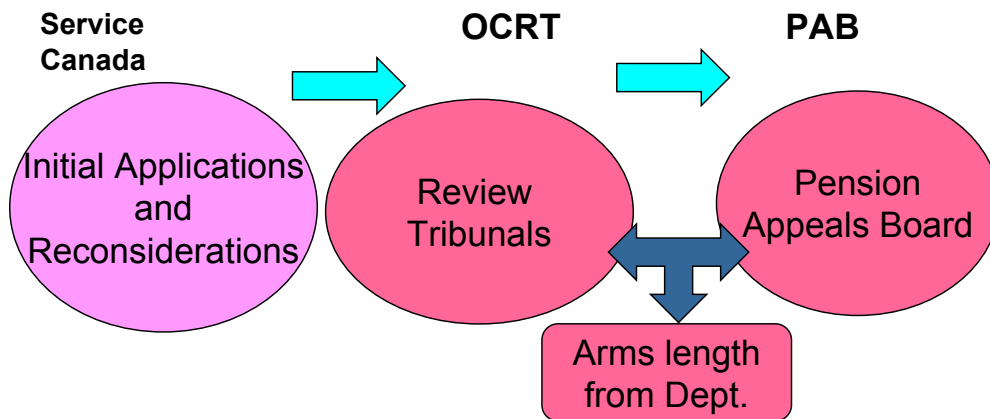 Service
Canada
OCRT
PAB
Initial Applications
and
Reconsiderations
Review
Tribunals
Pension
Appeals Board
Arms length
from Dept.